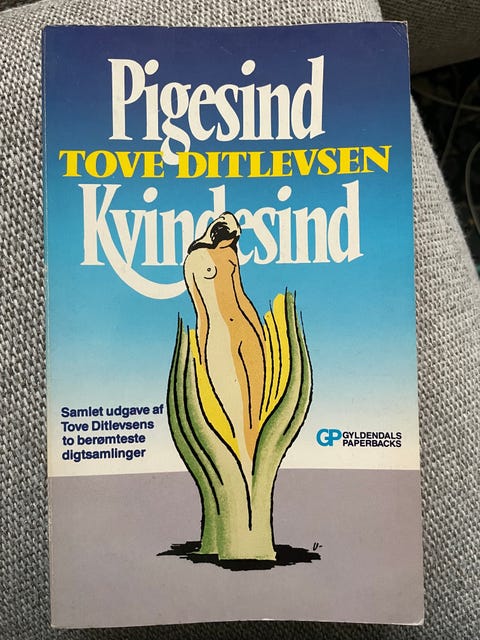 Pigesind
TOVE DITLEVSEN
Kvindesind
Samlet udgave af
Tove Ditlevsens
to berømteste
digtsamlinger
GP GYLDENDALS
PAPERBACKS